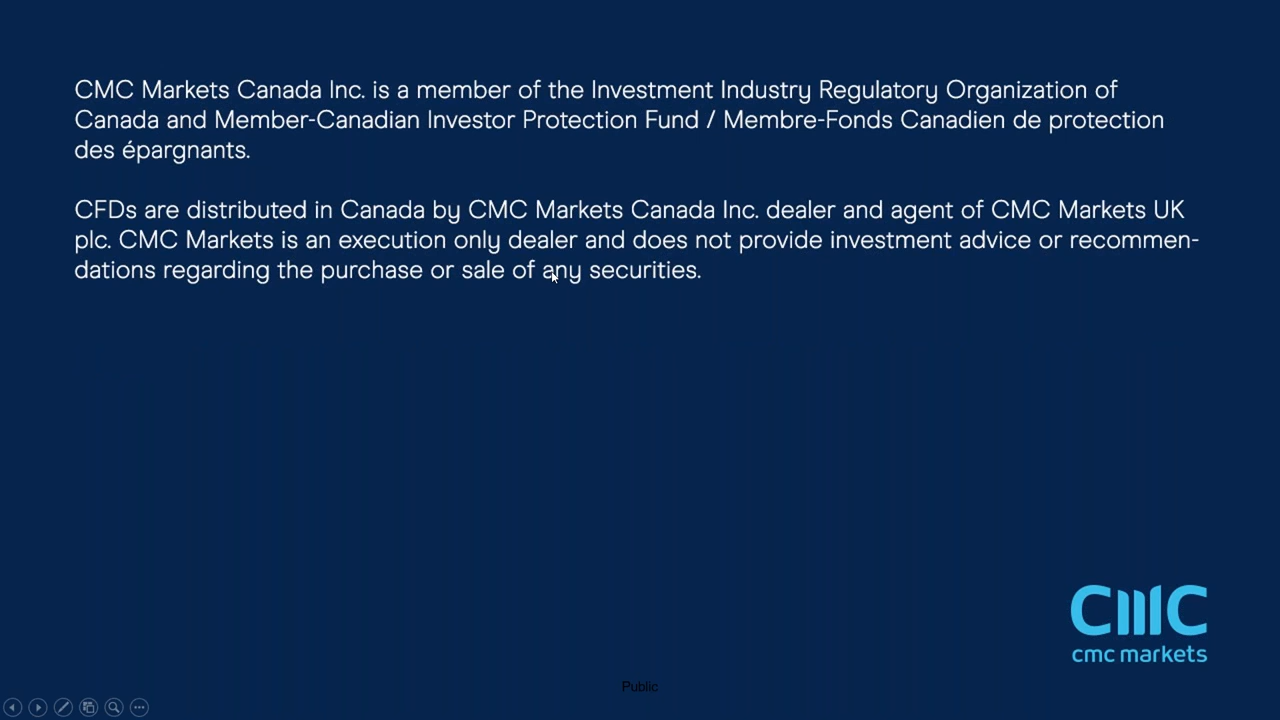 CMC Markets Canada Inc. is a member of the Investment Industry Regulatory Organization of
Canada and Member-Canadian Investor Protection Fund / Membre-Fonds Canadien de protection
des épargnants.
CFDs are distributed in Canada by CMC Markets Canada Inc. dealer and agent of CMC Markets UK
plc. CMC Markets is an execution only dealer and does not provide investment advice or recommen-
dations regarding the purchase or sale of any securities.
CMC
cmc markets
Public